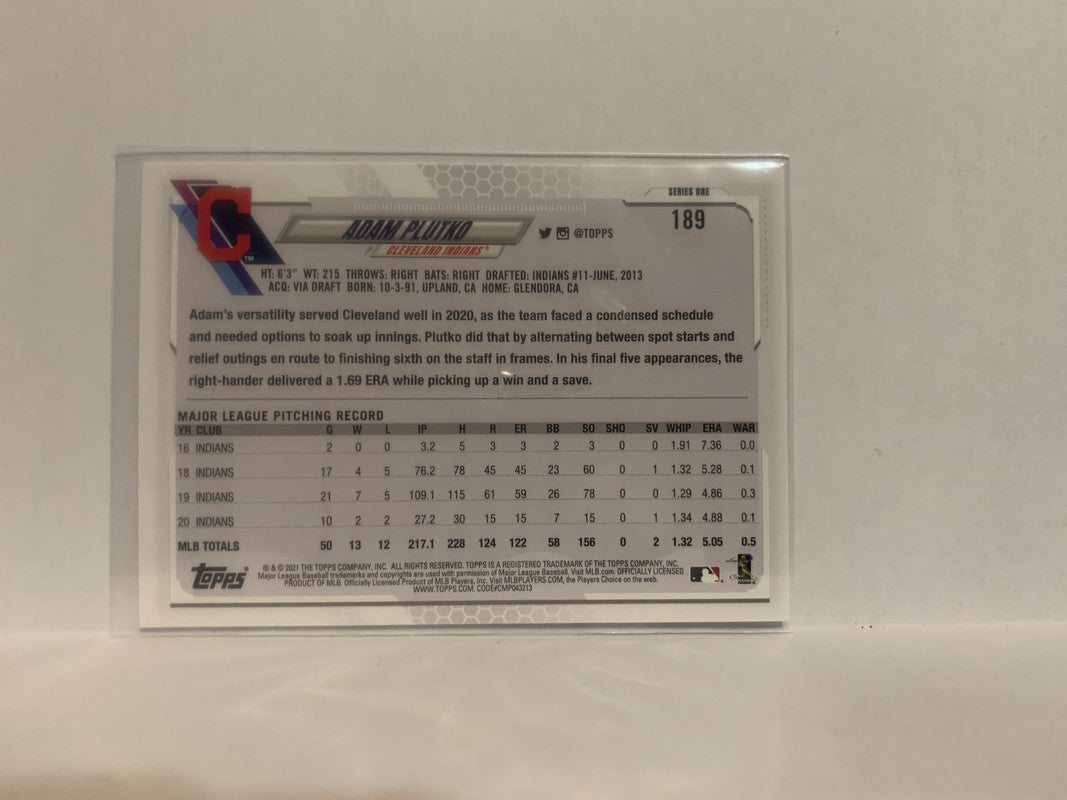 SERIES ONE
189
C
TM
ADAM PLUTKO
@TOPPS
CLEVELAND INDIANS®
HT: 6'3" WT: 215 THROWS: RIGHT BATS: RIGHT DRAFTED: INDIANS #11-JUNE, 2013
ACQ: VIA DRAFT BORN: 10-3-91, UPLAND, CA HOME: GLENDORA, CA
Adam's versatility served Cleveland well in 2020, as the team faced a condensed schedule
and needed options to soak up innings. Plutko did that by alternating between spot starts and
relief outings en route to finishing sixth on the staff in frames. In his final five appearances, the
right-hander delivered a 1.69 ERA while picking up a win and a save.
MAJOR LEAGUE PITCHING RECORD
YR CLUB G W L IP H R ER BB SO SHO SV WHIP ERA WAR
16 INDIANS 2 0 0 3.2 5 3 3 2 3 0 0 1.91 7.36 0.0
18 INDIANS 17 4 5 76.2 78 45 45 23 60 0 1 1.32 5.28 0.1
19 INDIANS 21 7 5 109.1 115 61 59 26 78 0 0 1.29 4.86 0.3
20 INDIANS 10 2 2 27.2 30 15 15 7 15 0 1 1.34 4.88 0.1
MLB TOTALS 50 13 12 217.1 228 124 122 58 156 0 2 1.32 5.05 0.5
topps
® & © 2021 THE TOPPS COMPANY, INC. ALL RIGHTS RESERVED. TOPPS IS A REGISTERED TRADEMARK OF THE TOPPS COMPANY, INC.
Major League Baseball trademarks and copyrights are used with permission of Major League Baseball. Visit MLB.com. OFFICIALLY LICENSED
PRODUCT OF MLB. Officially Licensed Product of MLB Players, Inc. Visit MLBPLAYERS.COM, the Players Choice on the web.
WWW.TOPPS.COM. CODE#CMP043213